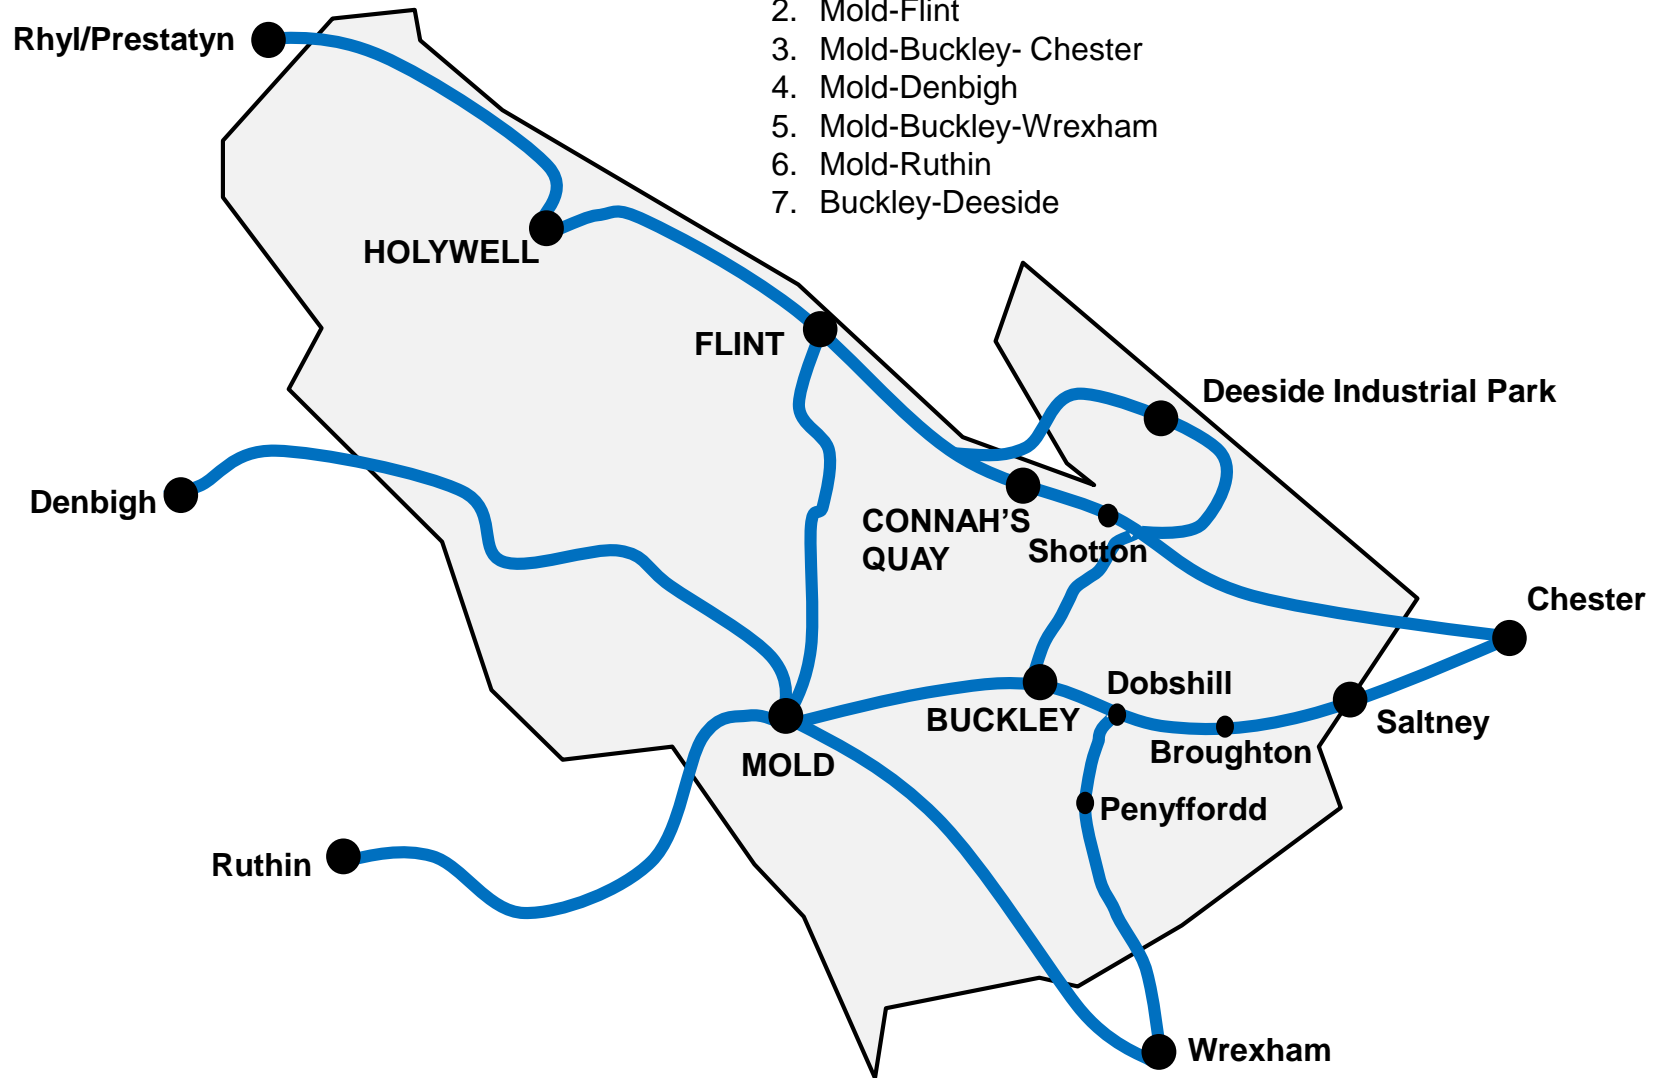 2. Mold-Flint
Rhyl/Prestatyn
3. Mold-Buckley- Chester
4. Mold-Denbigh
5. Mold-Buckley-Wrexham
6. Mold-Ruthin
7. Buckley-Deeside
HOLYWELL
FLINT
Deeside Industrial Park
Denbigh
CONNAH’S
QUAY
Shotton
Chester
Dobshill
BUCKLEY
Saltney
Broughton
MOLD
Penyffordd
Ruthin
Wrexham